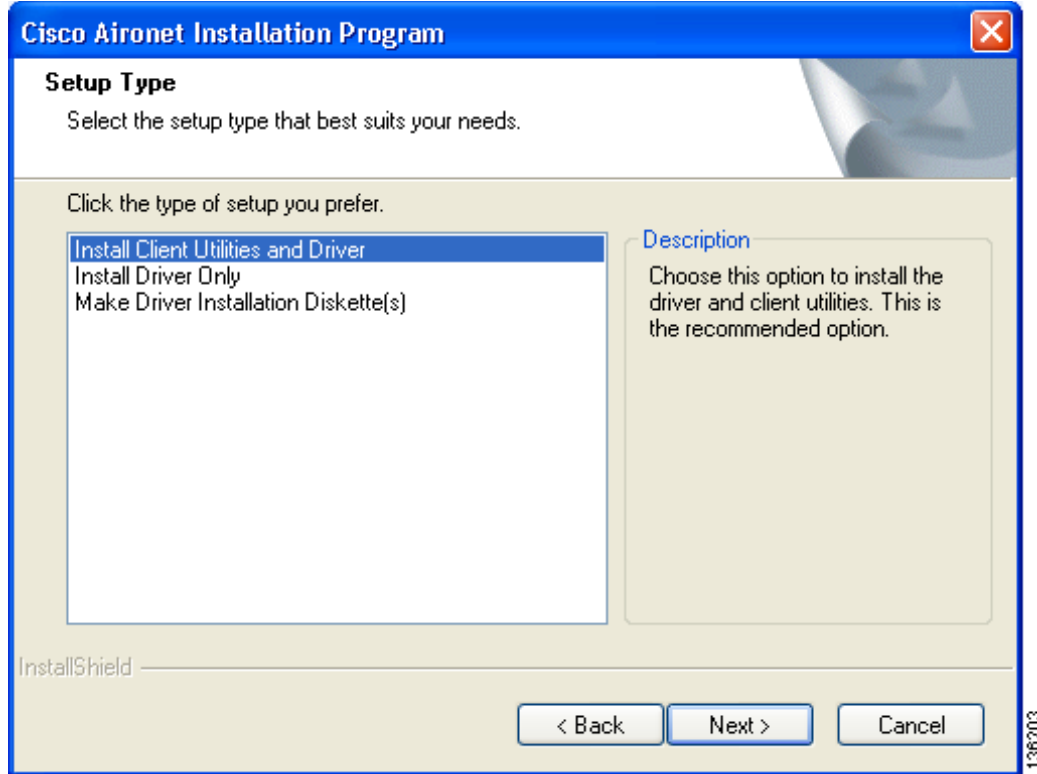 Cisco Aironet Installation Program
Setup Type
Select the setup type that best suits your needs.
Click the type of setup you prefer.
Install Client Utilities and Driver
Install Driver Only
Make Driver Installation Diskette(s)
Description
Choose this option to install the
driver and client utilities. This is
the recommended option.
InstallShield
< Back
Next >
Cancel
136203